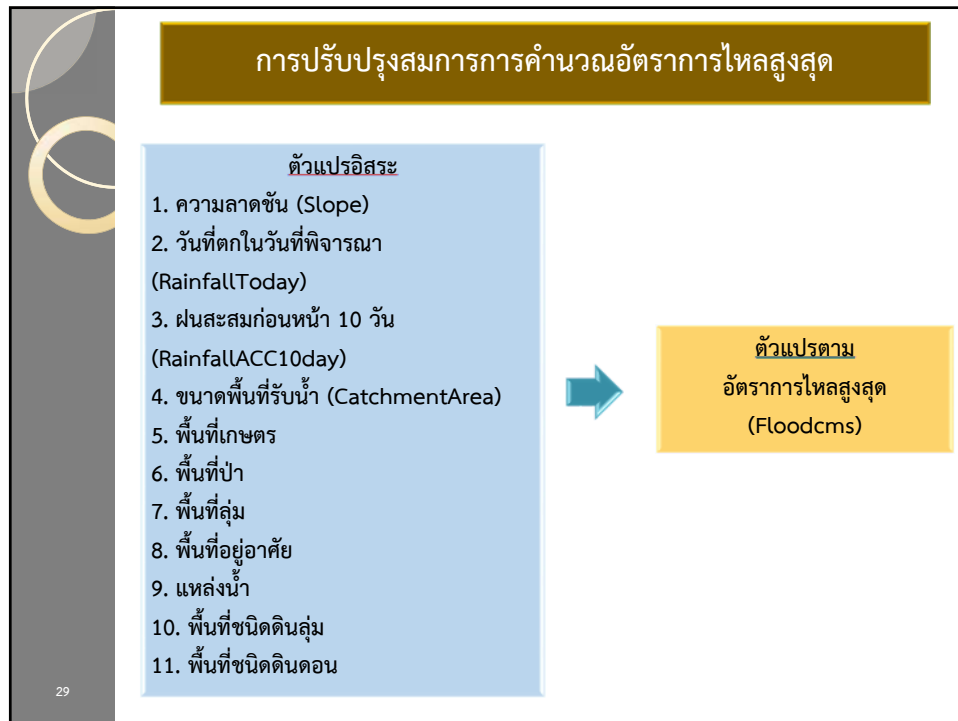 การปรับปรุงสมการการคำนวณอัตราการไหลสูงสุด
ตัวแปรอิสระ
1. ความลาดชัน (Slope)
2. วันที่ตกในวันที่พิจารณา
(RainfallToday)
3. ฝนสะสมก่อนหน้า 10 วัน
(RainfallACC10day)
4. ขนาดพื้นที่รับน้ำ (CatchmentArea)
5. พื้นที่เกษตร
6. พื้นที่ป่า
7. พื้นที่ลุ่ม
8. พื้นที่อยู่อาศัย
9. แหล่งน้ำ
10. พื้นที่ชนิดดินลุ่ม
11. พื้นที่ชนิดดินดอน
ตัวแปรตาม
อัตราการไหลสูงสุด
(Floodcms)
29